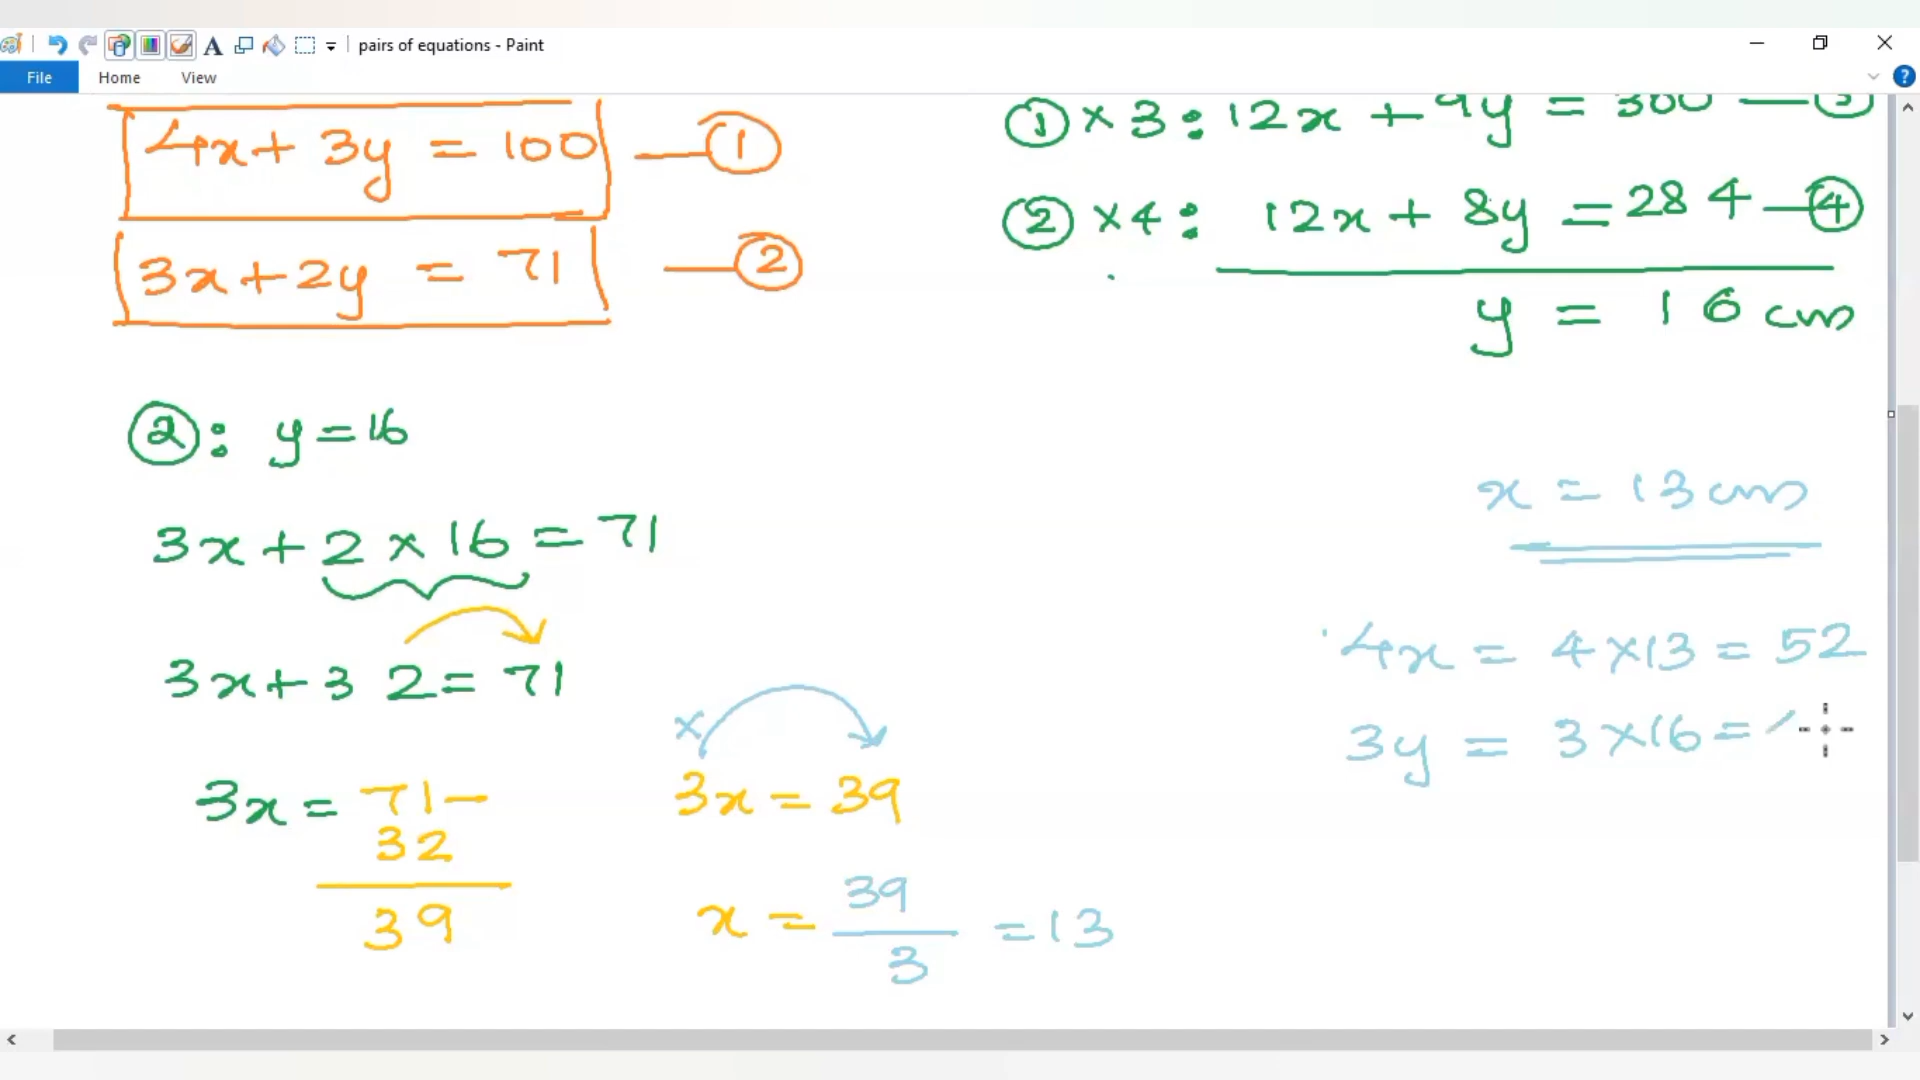 pairs of equations - Paint
File Home View
4x + 3y = 100 — ①
3x + 2y = 71 — ②
① × 3 : 12x + 9y = 300 — ③
② × 4 : 12x + 8y = 284 — ④
y = 16 cm
② : y = 16
3x + 2 × 16 = 71
3x + 32 = 71
3x = 71 -
32
39
×
3x = 39
x = 39/3 = 13
x = 13 cm
4x = 4 × 13 = 52
3y = 3 × 16 =